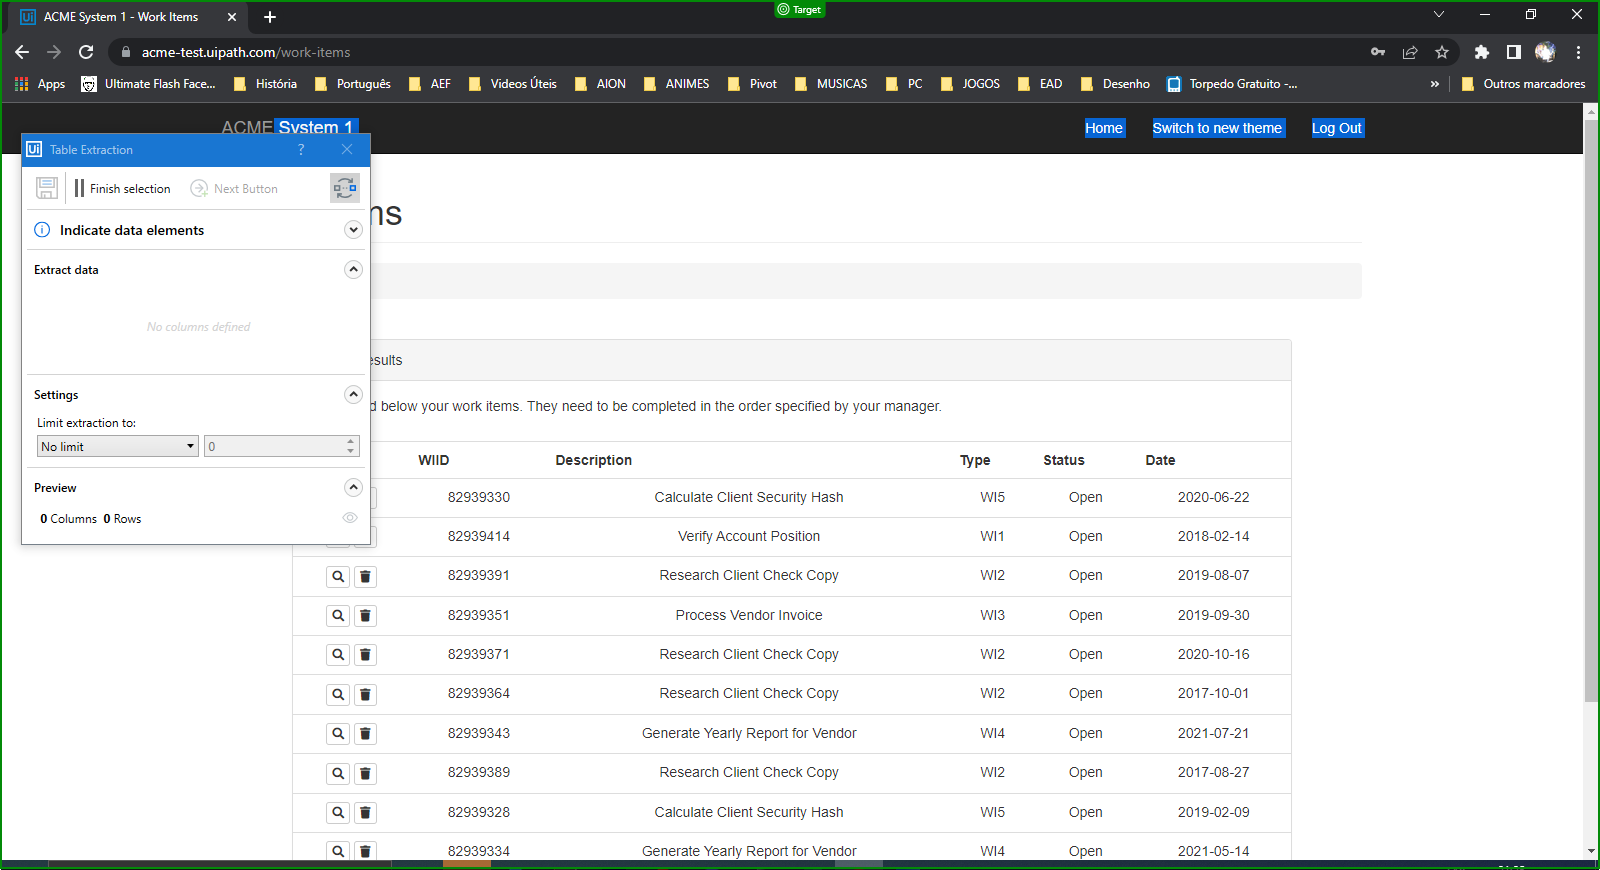 Target
ACME System 1 - Work Items
acme-test.uipath.com/work-items
Apps Ultimate Flash Face... História Português AEF Videos Úteis AION ANIMES Pivot MUSICAS PC JOGOS EAD Desenho Torpedo Gratuito -... » Outros marcadores
ACME System 1 Home Switch to new theme Log Out
Ui Table Extraction ?
Finish selection Next Button
ms
Indicate data elements
Extract data
No columns defined
esults
Settings
d below your work items. They need to be completed in the order specified by your manager.
Limit extraction to:
No limit 0
WIID Description Type Status Date
Preview
0 Columns 0 Rows
82939330 Calculate Client Security Hash WI5 Open 2020-06-22
82939414 Verify Account Position WI1 Open 2018-02-14
82939391 Research Client Check Copy WI2 Open 2019-08-07
82939351 Process Vendor Invoice WI3 Open 2019-09-30
82939371 Research Client Check Copy WI2 Open 2020-10-16
82939364 Research Client Check Copy WI2 Open 2017-10-01
82939343 Generate Yearly Report for Vendor WI4 Open 2021-07-21
82939389 Research Client Check Copy WI2 Open 2017-08-27
82939328 Calculate Client Security Hash WI5 Open 2019-02-09
82939334 Generate Yearly Report for Vendor WI4 Open 2021-05-14